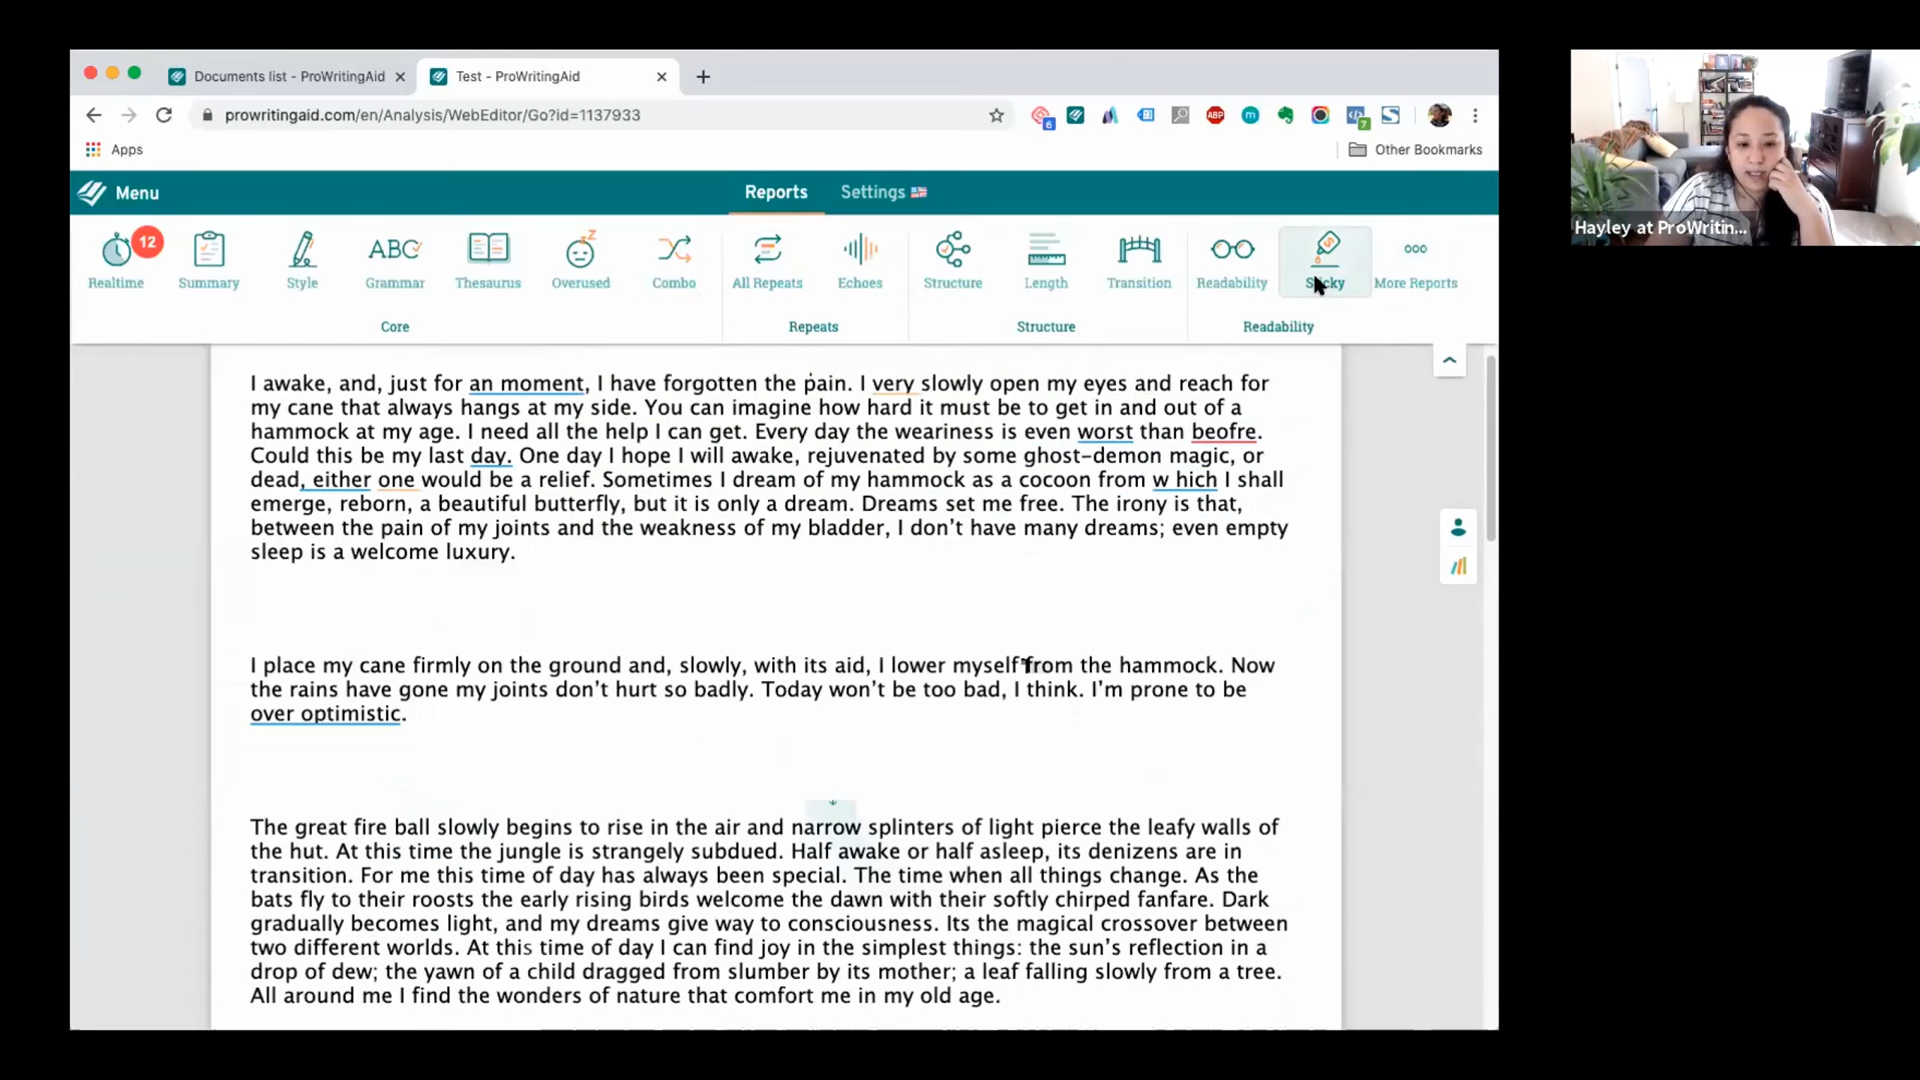 Documents list - ProWritingAid
Test - ProWritingAid
prowritingaid.com/en/Analysis/WebEditor/Go?id=1137933
6
ABP
m
7
Apps
Other Bookmarks
Menu
Reports
Settings
12
ABC
Realtime
Summary
Style
Grammar
Thesaurus
Overused
Combo
All Repeats
Echoes
Structure
Length
Transition
Readability
Sticky
More Reports
Core
Repeats
Structure
Readability
I awake, and, just for an moment, I have forgotten the pain. I very slowly open my eyes and reach for
my cane that always hangs at my side. You can imagine how hard it must be to get in and out of a
hammock at my age. I need all the help I can get. Every day the weariness is even worst than beofre.
Could this be my last day. One day I hope I will awake, rejuvenated by some ghost-demon magic, or
dead, either one would be a relief. Sometimes I dream of my hammock as a cocoon from w hich I shall
emerge, reborn, a beautiful butterfly, but it is only a dream. Dreams set me free. The irony is that,
between the pain of my joints and the weakness of my bladder, I don't have many dreams; even empty
sleep is a welcome luxury.
I place my cane firmly on the ground and, slowly, with its aid, I lower myself from the hammock. Now
the rains have gone my joints don't hurt so badly. Today won't be too bad, I think. I'm prone to be
over optimistic.
The great fire ball slowly begins to rise in the air and narrow splinters of light pierce the leafy walls of
the hut. At this time the jungle is strangely subdued. Half awake or half asleep, its denizens are in
transition. For me this time of day has always been special. The time when all things change. As the
bats fly to their roosts the early rising birds welcome the dawn with their softly chirped fanfare. Dark
gradually becomes light, and my dreams give way to consciousness. Its the magical crossover between
two different worlds. At this time of day I can find joy in the simplest things: the sun's reflection in a
drop of dew; the yawn of a child dragged from slumber by its mother; a leaf falling slowly from a tree.
All around me I find the wonders of nature that comfort me in my old age.
Hayley at ProWritin...